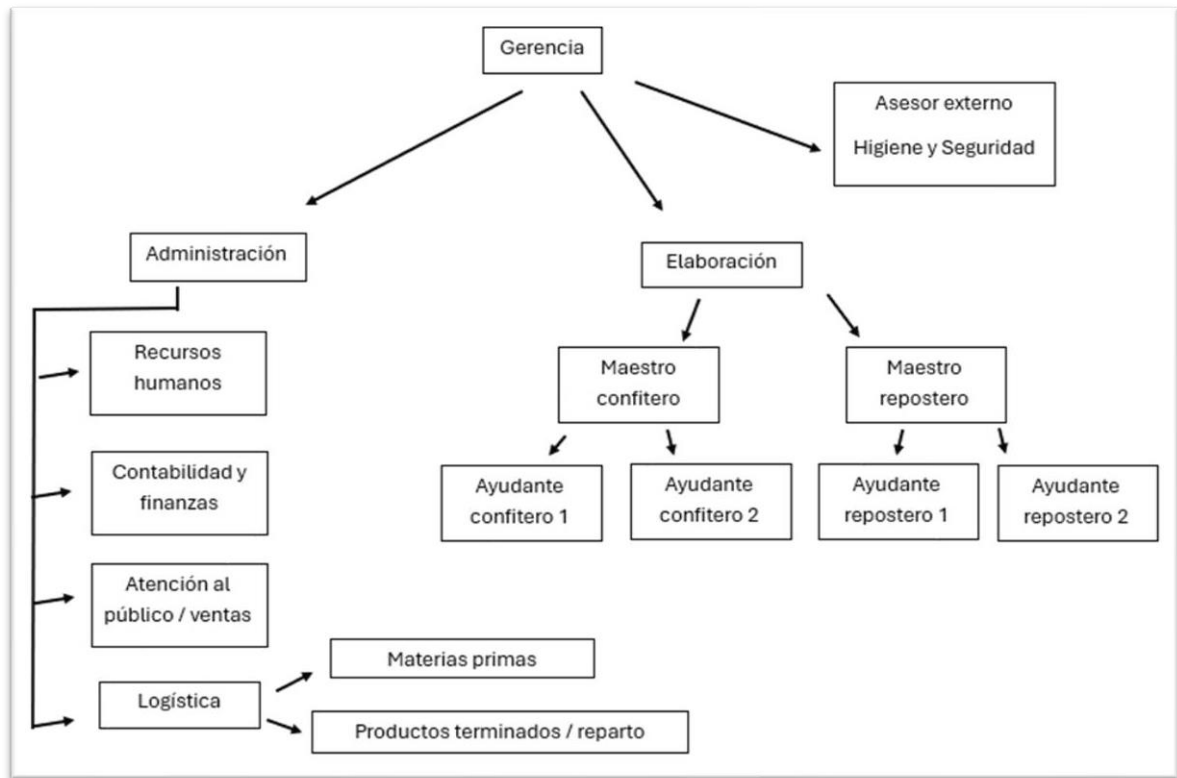 Gerencia
Asesor externo
Higiene y Seguridad
Administración
Elaboración
Recursos
humanos
Contabilidad y
finanzas
Atención al
público / ventas
Logística
Materias primas
Productos terminados / reparto
Maestro
confitero
Maestro
repostero
Ayudante
confitero 1
Ayudante
confitero 2
Ayudante
repostero 1
Ayudante
repostero 2